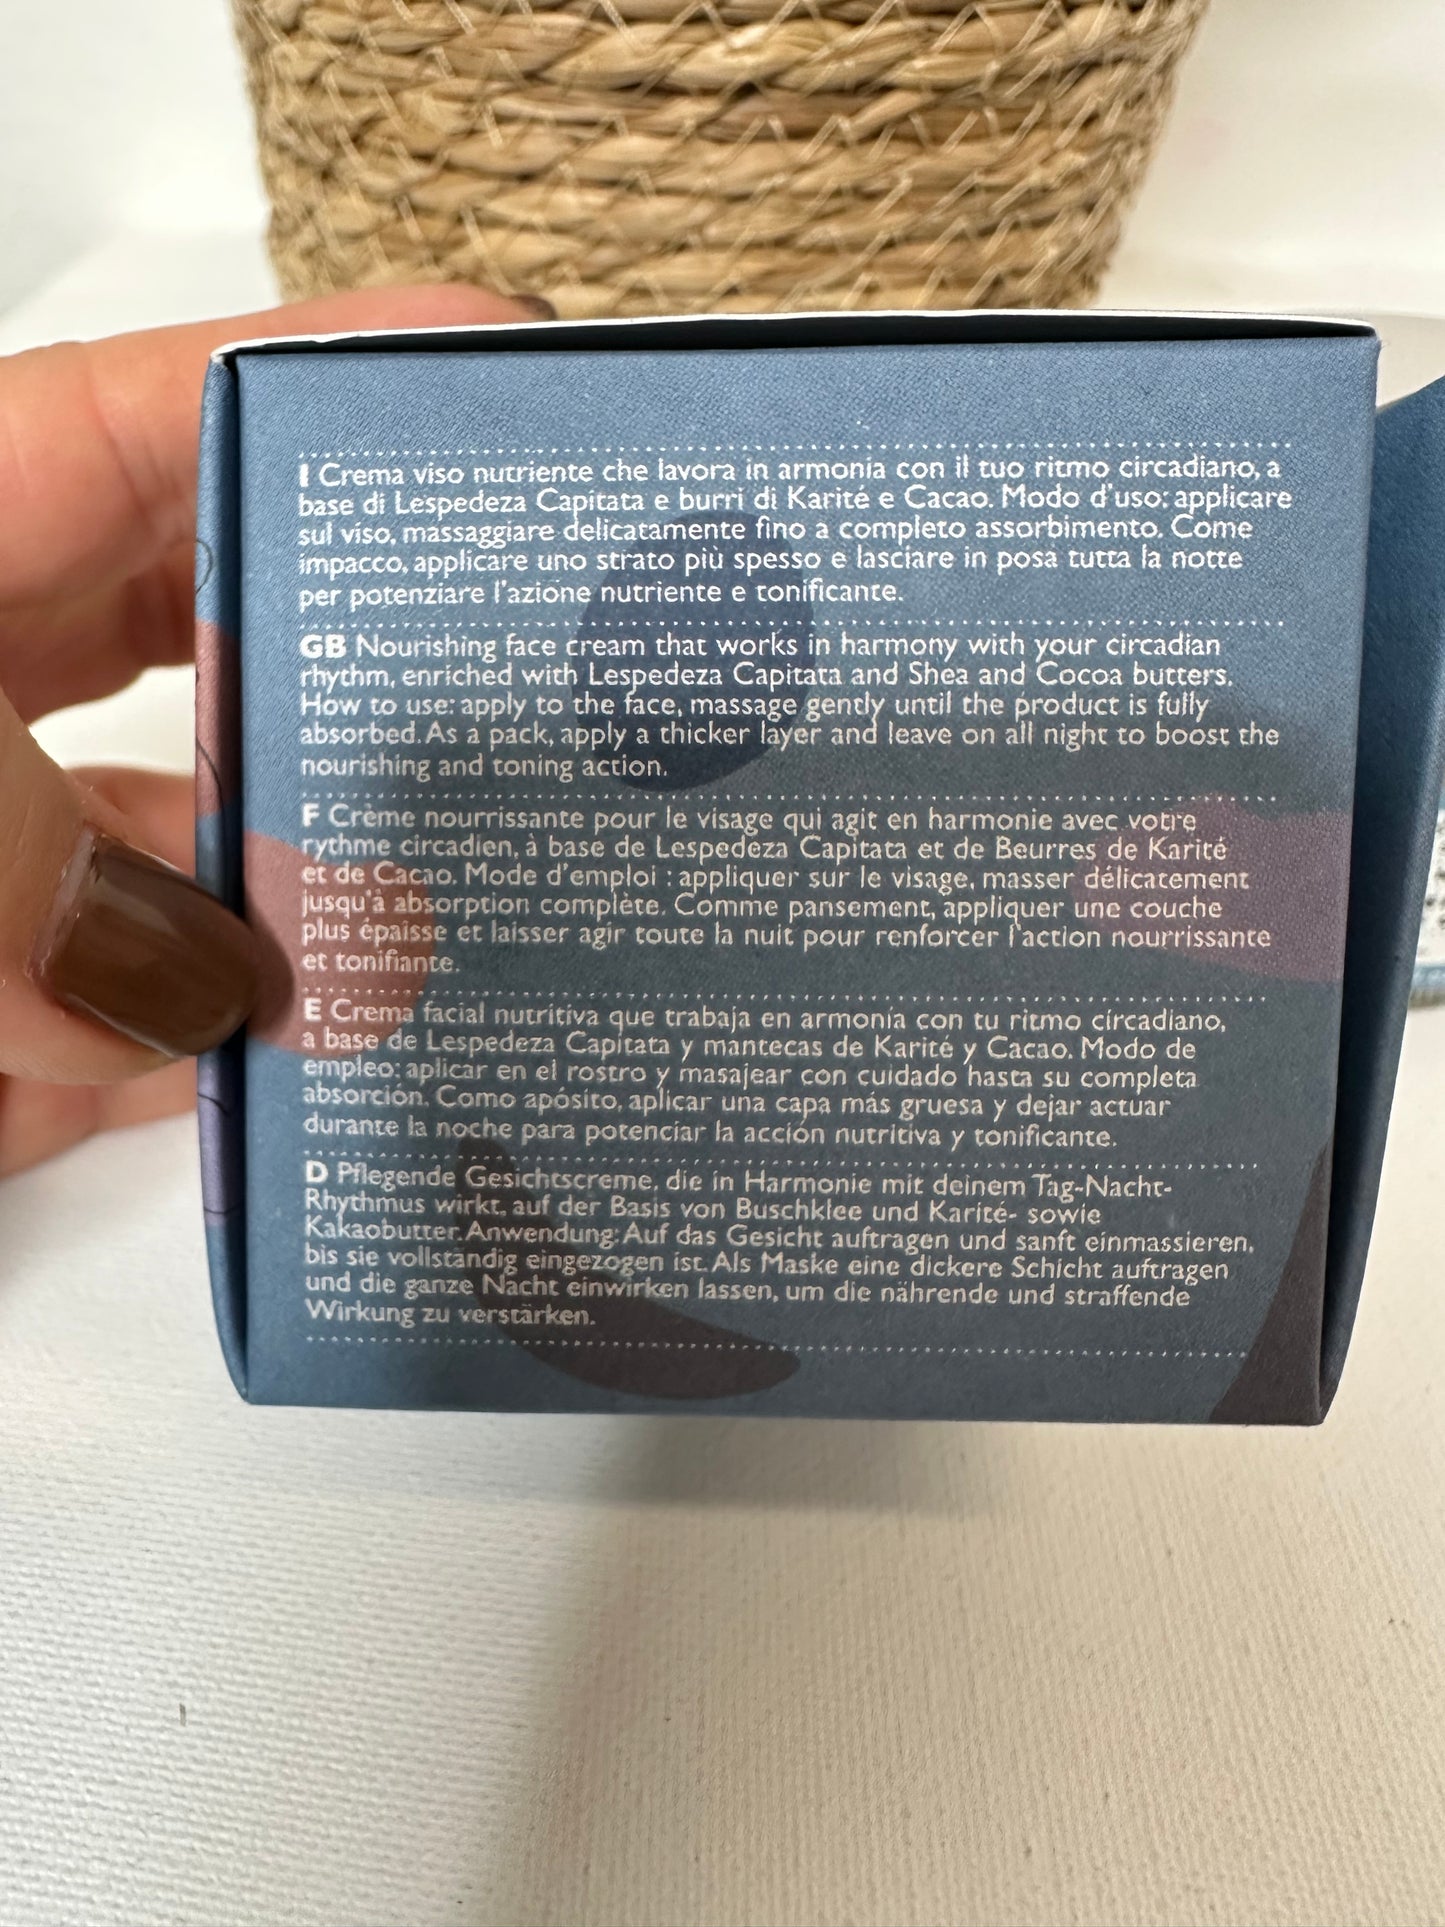 I Crema viso nutriente che lavora in armonia con il tuo ritmo circadiano, a
base di Lespedeza Capitata e burri di Karité e Cacao. Modo d'uso: applicare
sul viso, massaggiare delicatamente fino a completo assorbimento. Come
impacco, applicare uno strato più spesso e lasciare in posa tutta la notte
per potenziare l'azione nutriente e tonificante.
GB Nourishing face cream that works in harmony with your circadian
rhythm, enriched with Lespedeza Capitata and Shea and Cocoa butters.
How to use: apply to the face, massage gently until the product is fully
absorbed. As a pack, apply a thicker layer and leave on all night to boost the
nourishing and toning action.
F Crème nourrissante pour le visage qui agit en harmonie avec votre
rythme circadien, à base de Lespedeza Capitata et de Beurres de Karité
et de Cacao. Mode d'emploi : appliquer sur le visage, masser délicatement
jusqu'à absorption complète. Comme pansement, appliquer une couche
plus épaisse et laisser agir toute la nuit pour renforcer l'action nourrissante
et tonifiante.
E Crema facial nutritiva que trabaja en armonía con tu ritmo circadiano,
a base de Lespedeza Capitata y mantecas de Karité y Cacao. Modo de
empleo: aplicar en el rostro y masajear con cuidado hasta su completa
absorción. Como apósito, aplicar una capa más gruesa y dejar actuar
durante la noche para potenciar la acción nutritiva y tonificante.
D Pflegende Gesichtscreme, die in Harmonie mit deinem Tag-Nacht-
Rhythmus wirkt, auf der Basis von Buschklee und Karité- sowie
Kakaobutter. Anwendung: Auf das Gesicht auftragen und sanft einmassieren,
bis sie vollständig eingezogen ist. Als Maske eine dickere Schicht auftragen
und die ganze Nacht einwirken lassen, um die nährende und straffende
Wirkung zu verstärken.